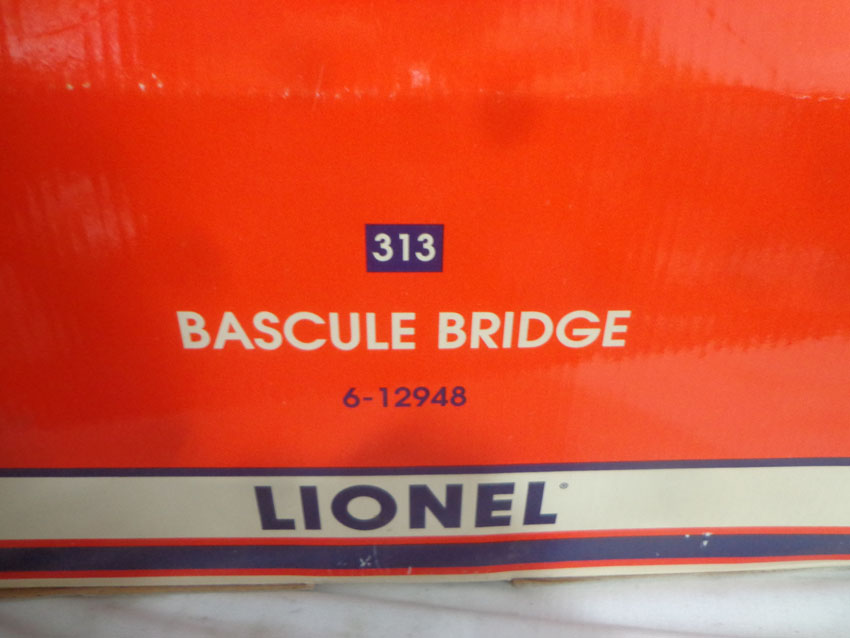 313
BASCULE BRIDGE
6-12948
LIONEL®